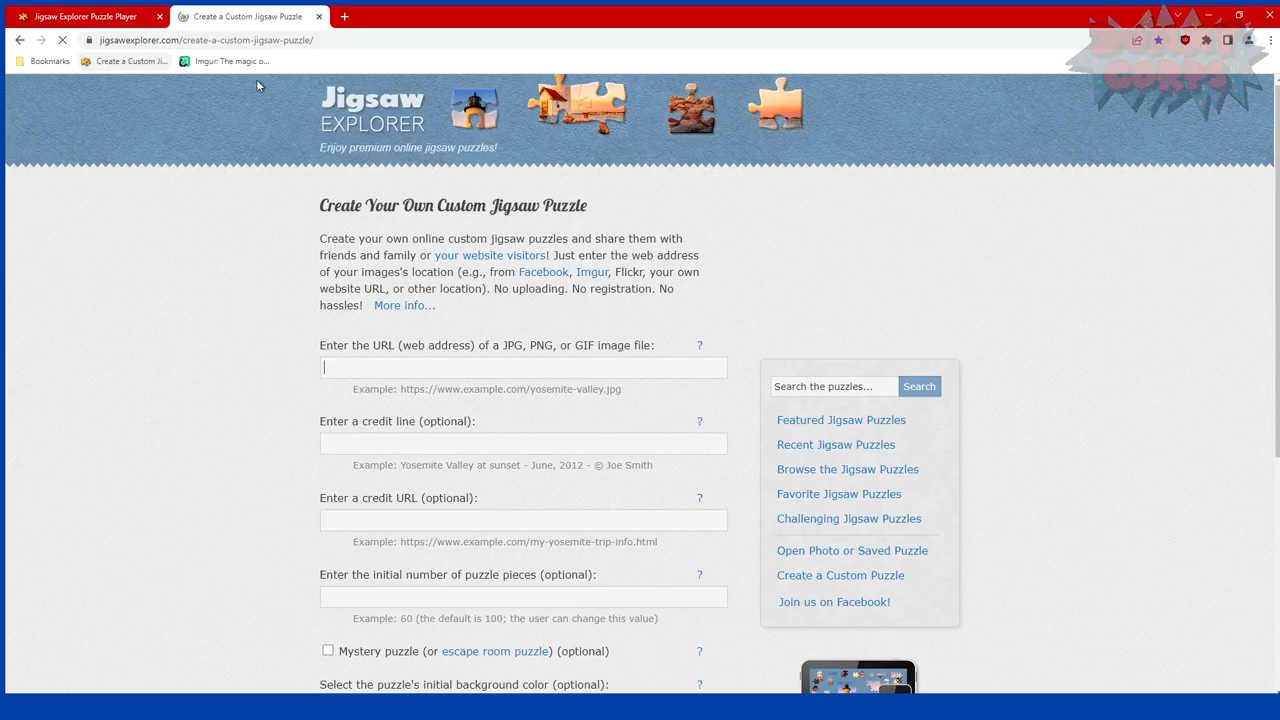 Jigsaw Explorer Puzzle Player
Create a Custom Jigsaw Puzzle
jigsawexplorer.com/create-a-custom-jigsaw-puzzle/
Bookmarks
Create a Custom Ji...
Imgur: The magic o...
CORPS
Jigsaw
EXPLORER
Enjoy premium online jigsaw puzzles!
Create Your Own Custom Jigsaw Puzzle
Create your own online custom jigsaw puzzles and share them with
friends and family or your website visitors! Just enter the web address
of your images's location (e.g., from Facebook, Imgur, Flickr, your own
website URL, or other location). No uploading. No registration. No
hassles! More info...
Enter the URL (web address) of a JPG, PNG, or GIF image file: ?
Example: https://www.example.com/yosemite-valley.jpg
Enter a credit line (optional): ?
Example: Yosemite Valley at sunset - June, 2012 - © Joe Smith
Enter a credit URL (optional): ?
Example: https://www.example.com/my-yosemite-trip-info.html
Enter the initial number of puzzle pieces (optional): ?
Example: 60 (the default is 100; the user can change this value)
Mystery puzzle (or escape room puzzle) (optional) ?
Select the puzzle's initial background color (optional): ?
Search the puzzles... Search
Featured Jigsaw Puzzles
Recent Jigsaw Puzzles
Browse the Jigsaw Puzzles
Favorite Jigsaw Puzzles
Challenging Jigsaw Puzzles
Open Photo or Saved Puzzle
Create a Custom Puzzle
Join us on Facebook!